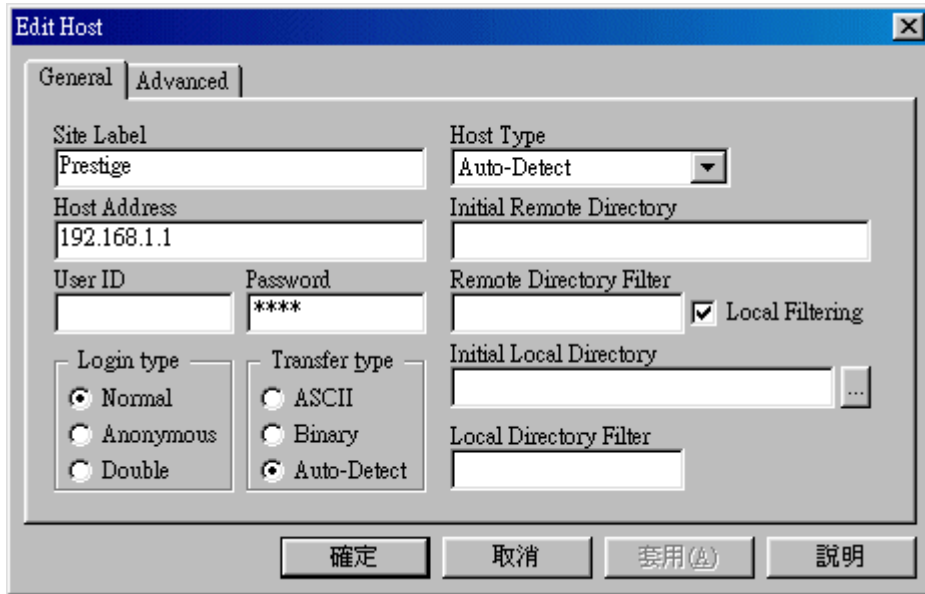 Edit Host
General
Advanced
Site Label
Prestige
Host Address
192.168.1.1
User ID
Password
****
Login type
Normal
Anonymous
Double
Transfer type
ASCII
Binary
Auto-Detect
Host Type
Auto-Detect
Initial Remote Directory
Remote Directory Filter
Local Filtering
Initial Local Directory
...
Local Directory Filter
確定
取消
套用(A)
說明